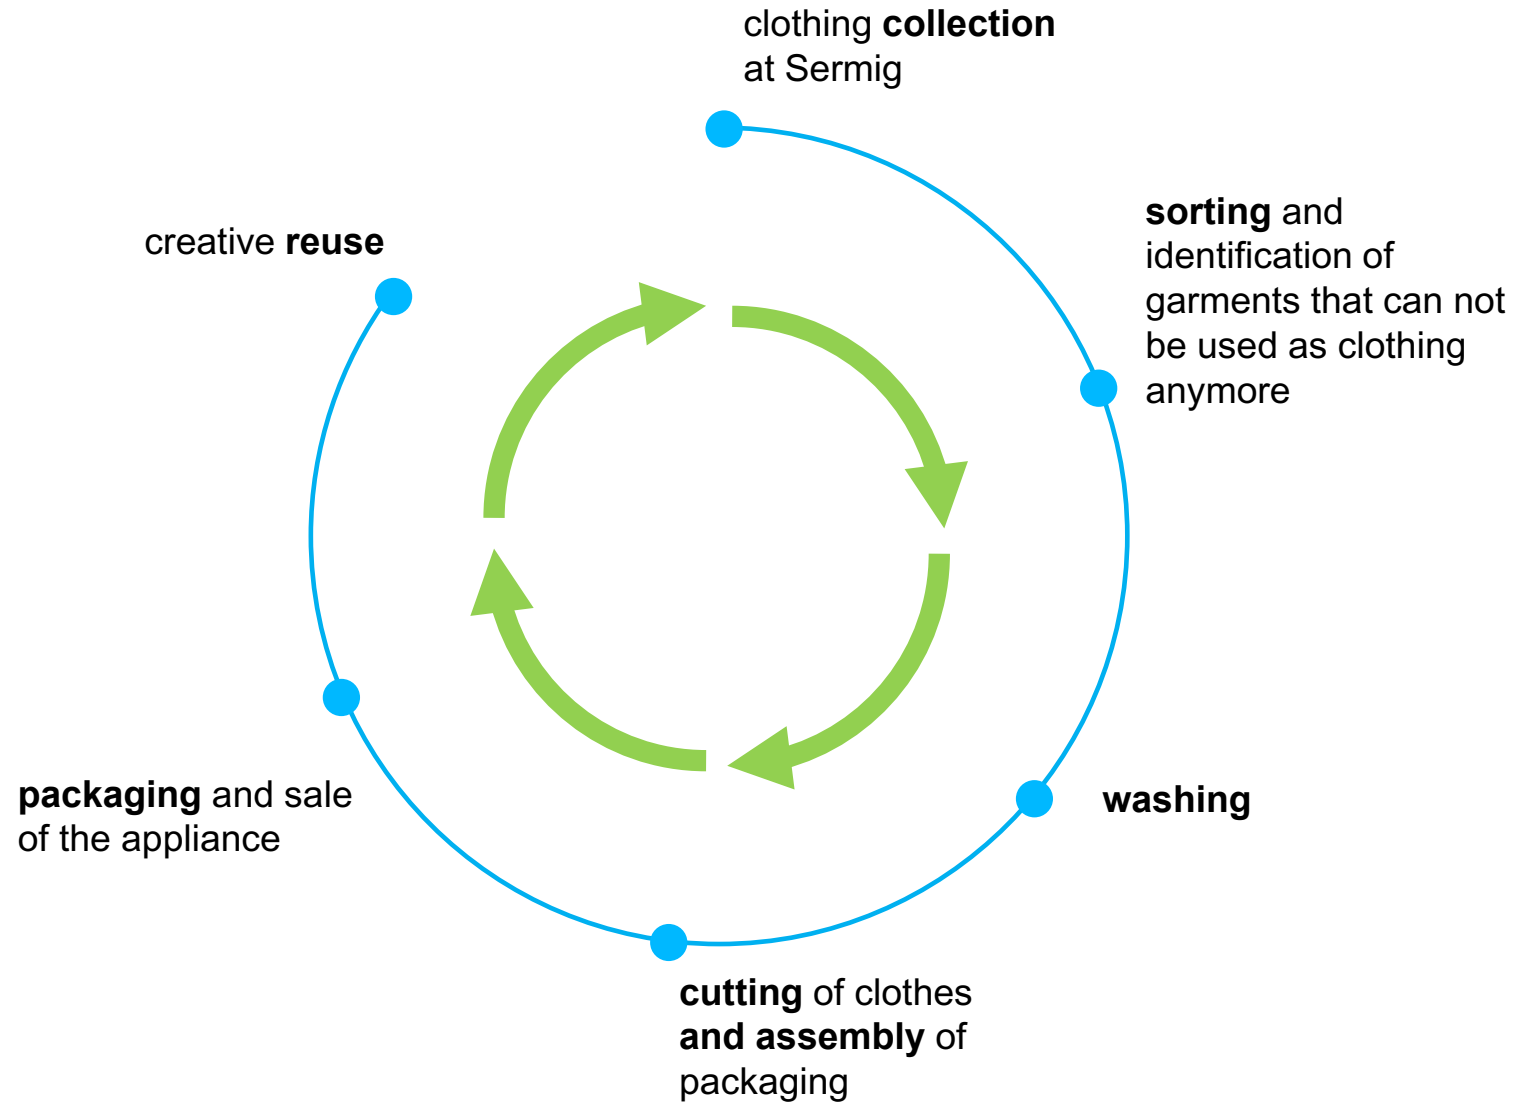 clothing collection
at Sermig
sorting and
identification of
garments that can not
be used as clothing
anymore
washing
cutting of clothes
and assembly of
packaging
packaging and sale
of the appliance
creative reuse